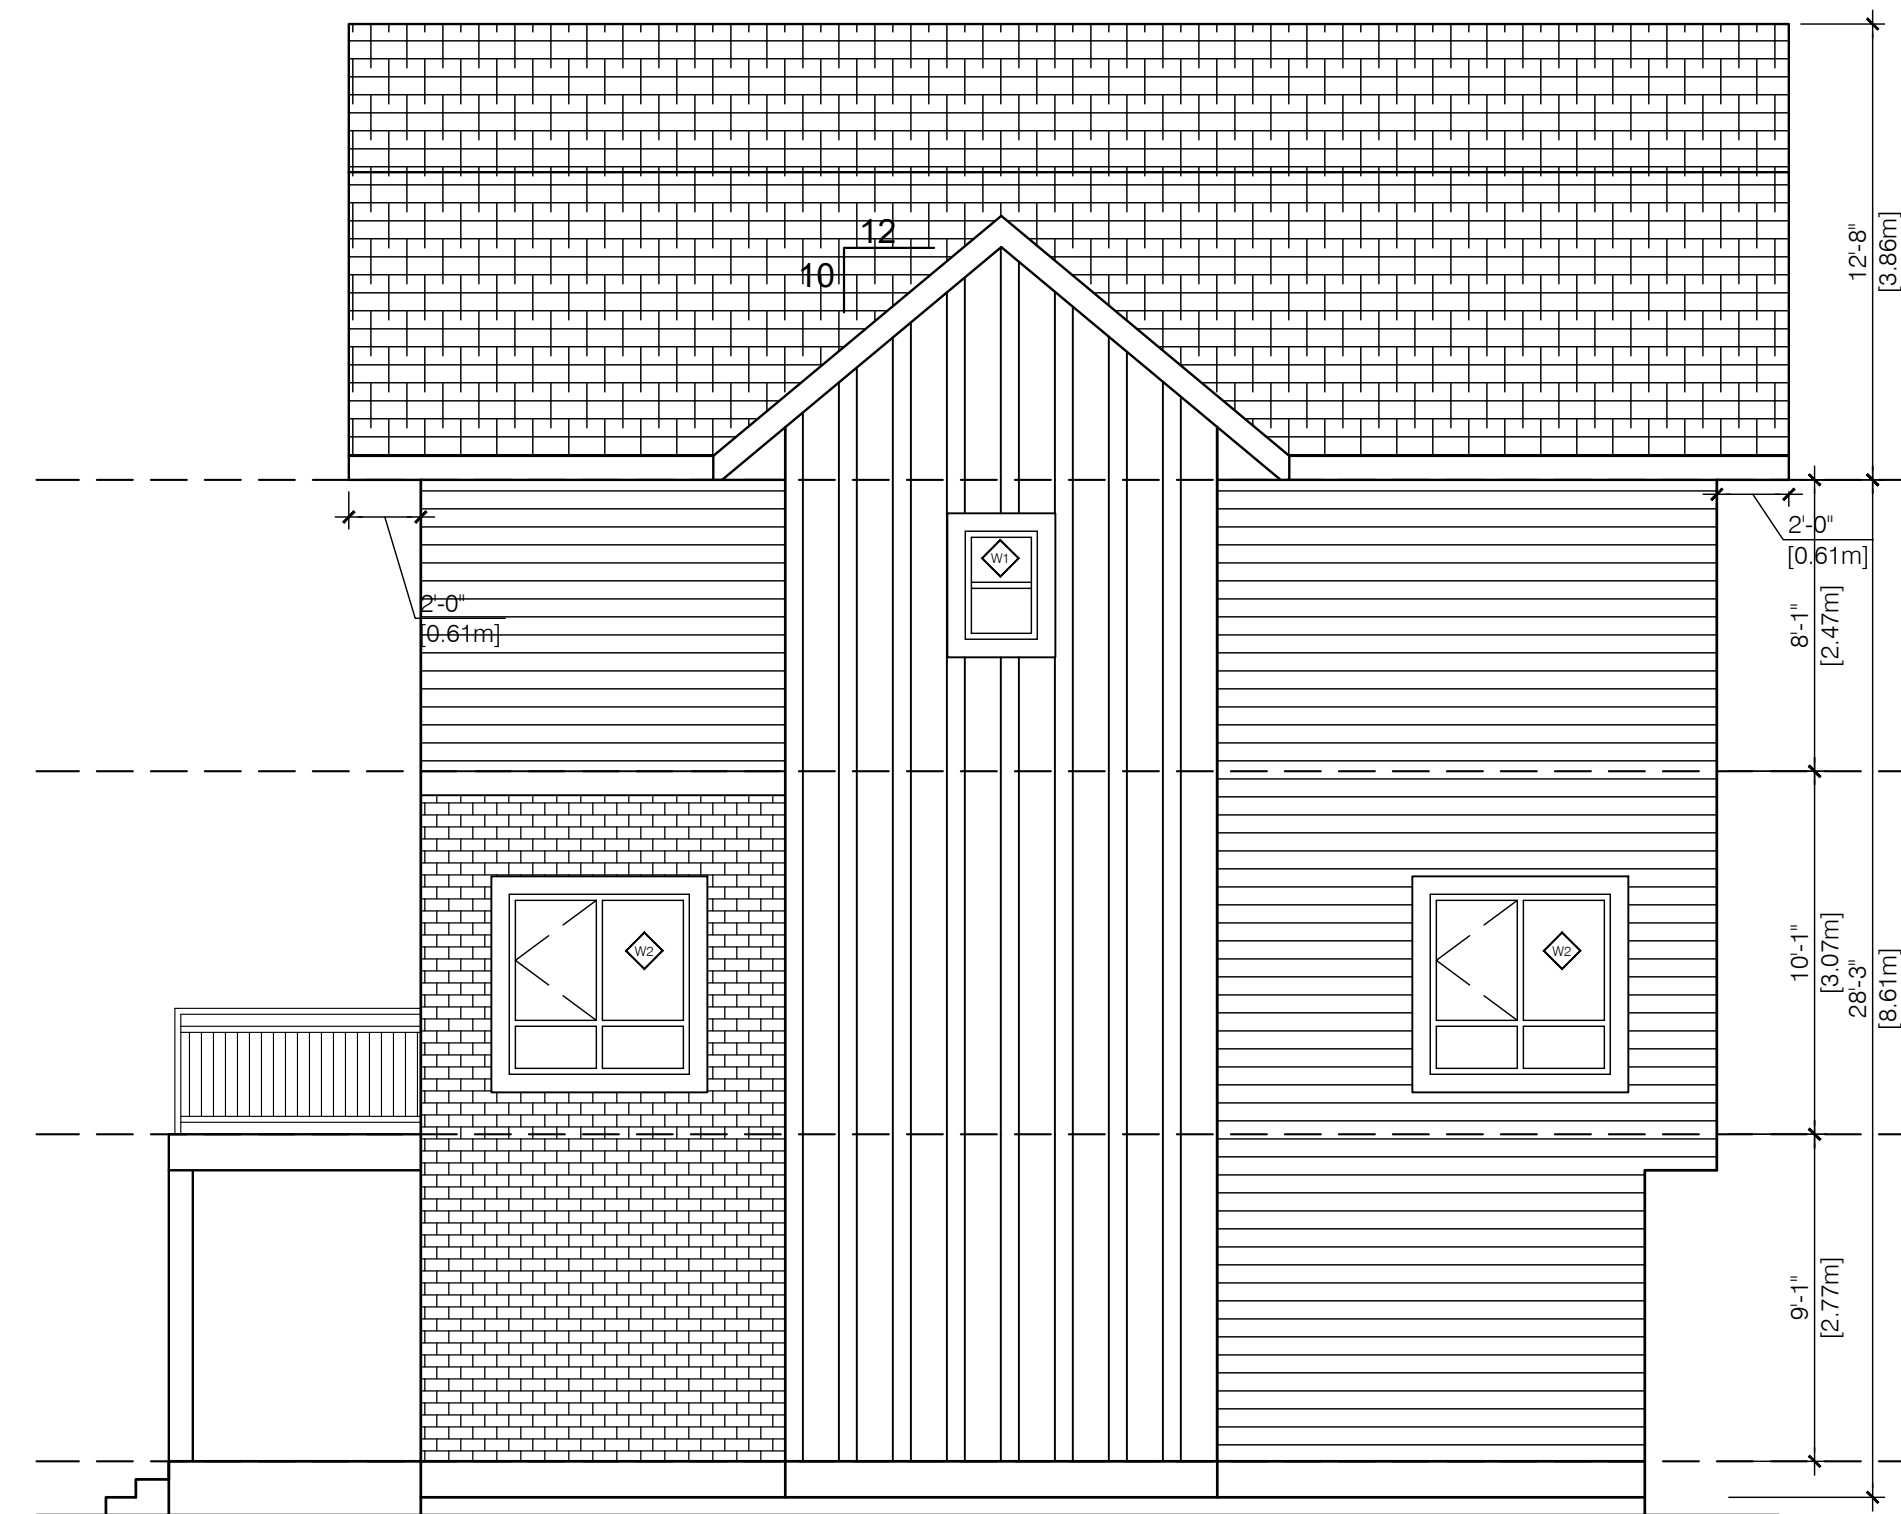 12
10
12'-8"
[3.86m]
2'-0"
[0.61m]
W1
2'-0"
[0.61m]
8'-1"
[2.47m]
W2
W2
10'-1"
[3.07m]
28'-3"
[8.61m]
9'-1"
[2.77m]